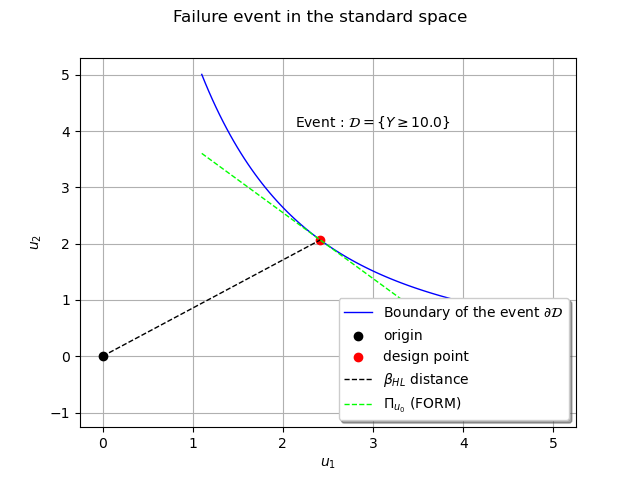 Failure event in the standard space
5
4
3
2
1
0
−1
u₂
Event : 𝒟 = {Y ≥ 10.0}
Boundary of the event ∂𝒟
origin
design point
β_HL distance
Π_u₀ (FORM)
0 1 2 3 4 5
u₁